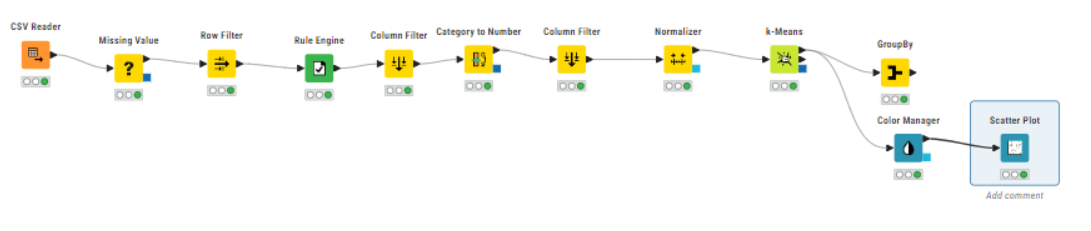 CSV Reader
Missing Value
?
Row Filter
Rule Engine
Column Filter
Category to Number
Column Filter
Normalizer
k-Means
GroupBy
Color Manager
Scatter Plot
Add comment